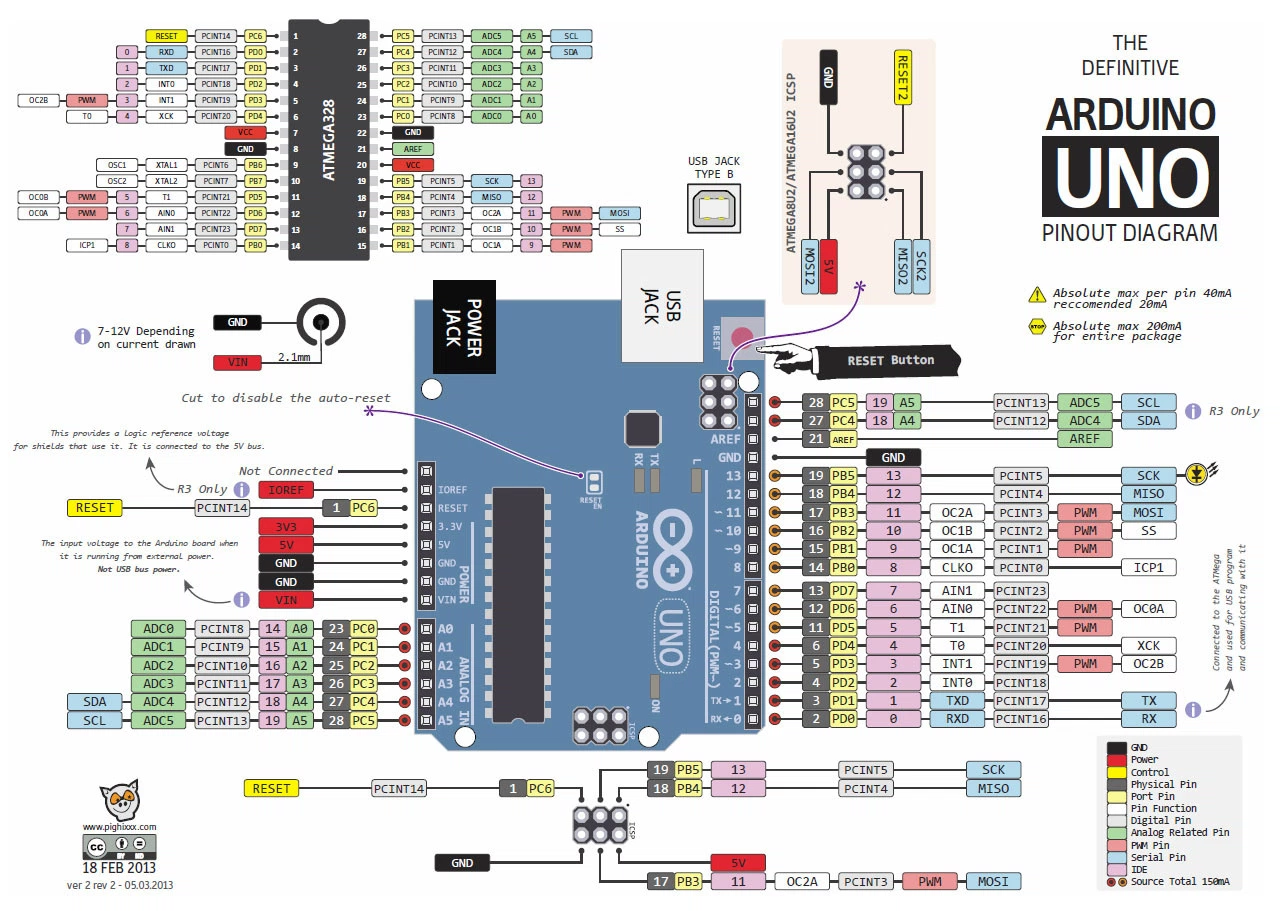 THE
DEFINITIVE
ARDUINO
UNO
PINOUT DIAGRAM
RESET PCINT14 PC6 1 28 PC5 PCINT13 ADC5 A5 SCL
0 RXD PCINT16 PD0 2 27 PC4 PCINT12 ADC4 A4 SDA
1 TXD PCINT17 PD1 3 26 PC3 PCINT11 ADC3 A3
2 INT0 PCINT18 PD2 4 25 PC2 PCINT10 ADC2 A2
OC2B PWM 3 INT1 PCINT19 PD3 5 24 PC1 PCINT9 ADC1 A1
T0 4 XCK PCINT20 PD4 6 23 PC0 PCINT8 ADC0 A0
VCC 7 22 GND
GND 8 21 AREF
OSC1 XTAL1 PCINT6 PB6 9 20 VCC
OSC2 XTAL2 PCINT7 PB7 10 19 PB5 PCINT5 SCK 13
OC0B PWM 5 T1 PCINT21 PD5 11 18 PB4 PCINT4 MISO 12
OC0A PWM 6 AIN0 PCINT22 PD6 12 17 PB3 PCINT3 OC2A 11 PWM MOSI
7 AIN1 PCINT23 PD7 13 16 PB2 PCINT2 OC1B 10 PWM SS
ICP1 8 CLKO PCINT0 PB0 14 15 PB1 PCINT1 OC1A 9 PWM
ATMEGA328
USB JACK
TYPE B
ATMEGA8U2/ATMEGA16U2 ICSP
GND
RESET2
MOSI2
5V
MISO2
SCK2
Absolute max per pin 40mA
reccomended 20mA
STOP
Absolute max 200mA
for entire package
7-12V Depending
on current drawn
GND
VIN
2.1mm
POWER
JACK
USB
JACK
RESET
RESET Button
Cut to disable the auto-reset
This provides a logic reference voltage
for shields that use it. It is connected to the 5V bus.
Not Connected
R3 Only IOREF
RESET PCINT14 1 PC6
3V3
5V
GND
GND
VIN
The input voltage to the Arduino board when
it is running from external power.
Not USB bus power.
ADC0 PCINT8 14 A0 23 PC0
ADC1 PCINT9 15 A1 24 PC1
ADC2 PCINT10 16 A2 25 PC2
ADC3 PCINT11 17 A3 26 PC3
SDA ADC4 PCINT12 18 A4 27 PC4
SCL ADC5 PCINT13 19 A5 28 PC5
IOREF
RESET
3.3V
5V
GND
GND
VIN
POWER
A0
A1
A2
A3
A4
A5
ANALOG IN
RESET
EN
RX
TX
L
ARDUINO
UNO
ON
ICSP
AREF
GND
13
12
~11
~10
~9
8
7
~6
~5
4
~3
2
TX→1
RX←0
DIGITAL(PWM~)
28 PC5 19 A5 PCINT13 ADC5 SCL
27 PC4 18 A4 PCINT12 ADC4 SDA
R3 Only
21 AREF AREF
GND
19 PB5 13 PCINT5 SCK
18 PB4 12 PCINT4 MISO
17 PB3 11 OC2A PCINT3 PWM MOSI
16 PB2 10 OC1B PCINT2 PWM SS
15 PB1 9 OC1A PCINT1 PWM
14 PB0 8 CLKO PCINT0 ICP1
13 PD7 7 AIN1 PCINT23
12 PD6 6 AIN0 PCINT22 PWM OC0A
11 PD5 5 T1 PCINT21 PWM
6 PD4 4 T0 PCINT20 XCK
5 PD3 3 INT1 PCINT19 PWM OC2B
4 PD2 2 INT0 PCINT18
3 PD1 1 TXD PCINT17 TX
2 PD0 0 RXD PCINT16 RX
Connected to the ATMega
and used for USB program
and communicating with it
RESET PCINT14 1 PC6
19 PB5 13 PCINT5 SCK
18 PB4 12 PCINT4 MISO
ICSP
GND
5V
17 PB3 11 OC2A PCINT3 PWM MOSI
www.pighixxx.com
CC
BY ND
18 FEB 2013
ver 2 rev 2 - 05.03.2013
GND
Power
Control
Physical Pin
Port Pin
Pin Function
Digital Pin
Analog Related Pin
PWM Pin
Serial Pin
IDE
Source Total 150mA